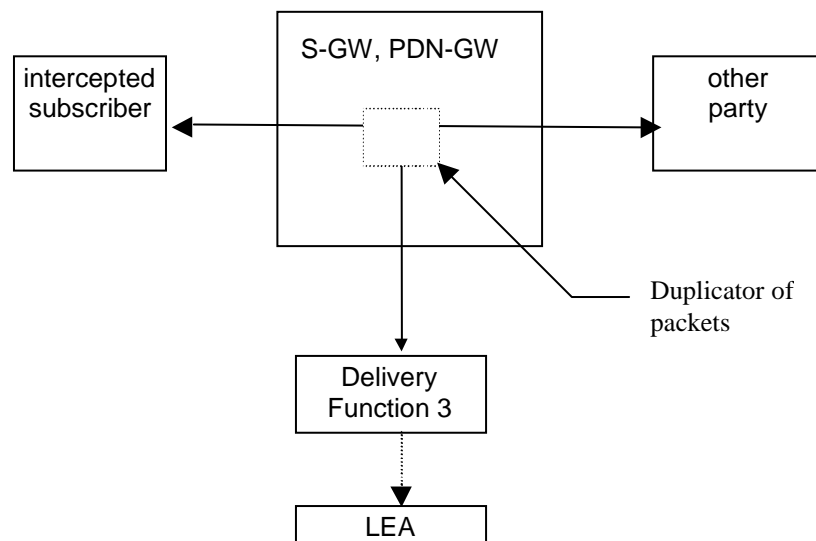 S-GW, PDN-GW
intercepted
subscriber
other
party
Duplicator of
packets
Delivery
Function 3
LEA